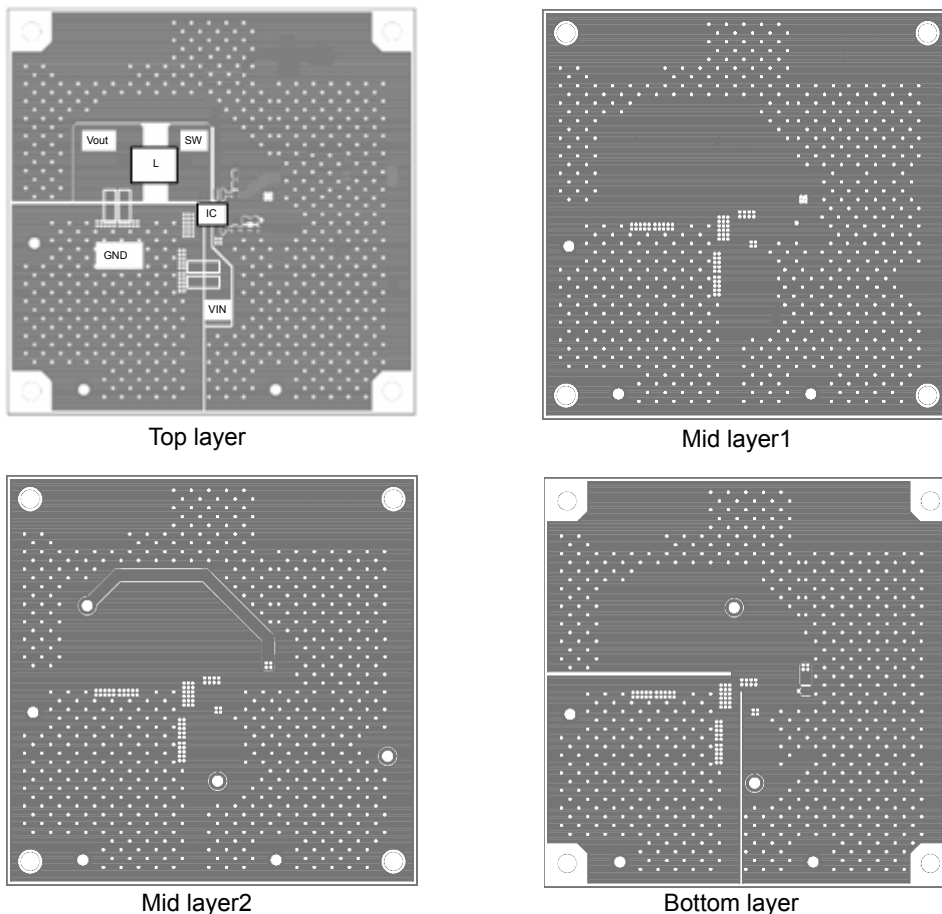 Vout
SW
L
IC
GND
VIN
Top layer
Mid layer1
Mid layer2
Bottom layer